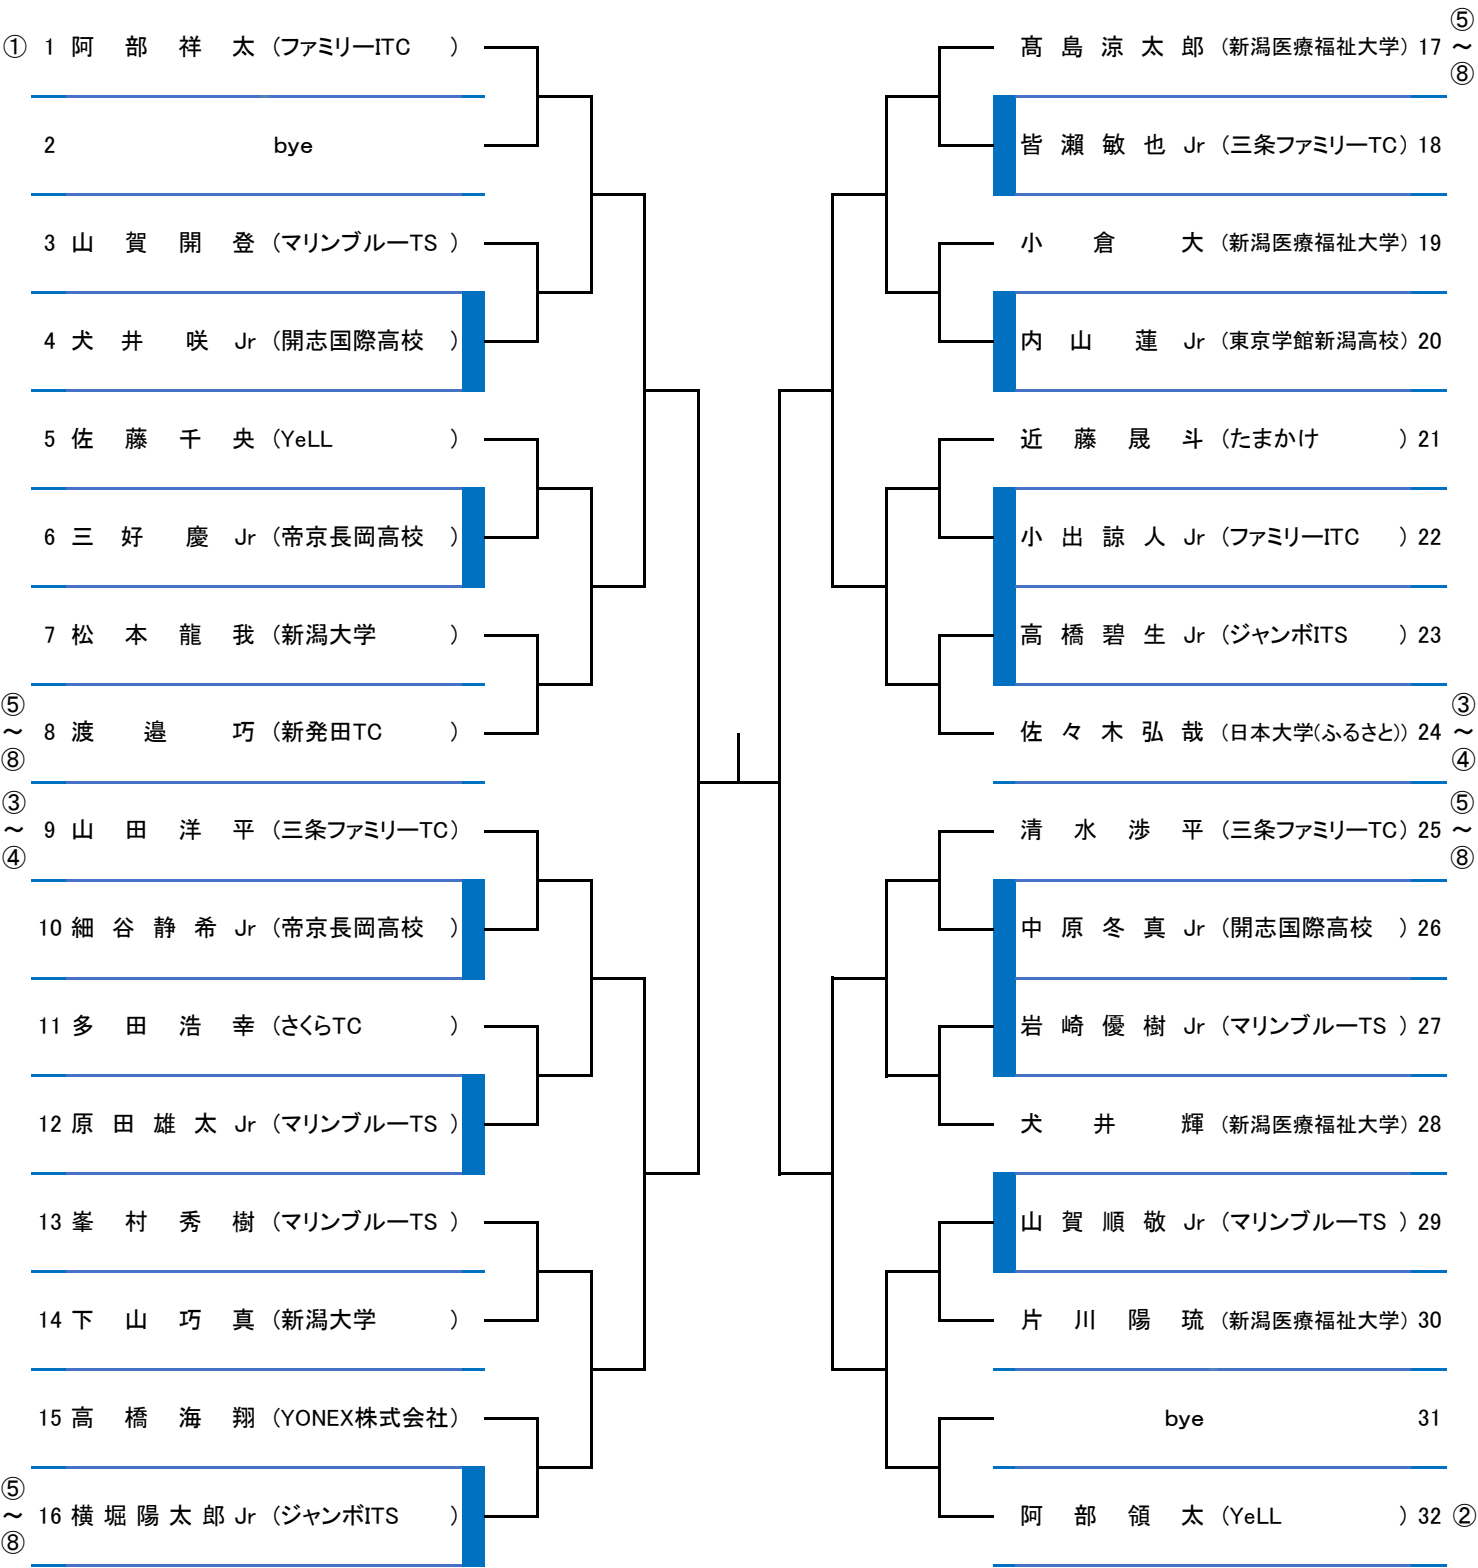 ① 1 阿部祥太 (ファミリーITC)
2 bye
3 山賀開登 (マリンブルーTS)
4 犬井咲 Jr (開志国際高校)
5 佐藤千央 (YeLL)
6 三好慶 Jr (帝京長岡高校)
7 松本龍我 (新潟大学)
⑤～⑧ 8 渡邉巧 (新発田TC)
③～④ 9 山田洋平 (三条ファミリーTC)
10 細谷静希 Jr (帝京長岡高校)
11 多田浩幸 (さくらTC)
12 原田雄太 Jr (マリンブルーTS)
13 峯村秀樹 (マリンブルーTS)
14 下山巧真 (新潟大学)
15 高橋海翔 (YONEX株式会社)
⑤～⑧ 16 横堀陽太郎 Jr (ジャンボITS)
髙島涼太郎 (新潟医療福祉大学) 17 ⑤～⑧
皆瀨敏也 Jr (三条ファミリーTC) 18
小倉大 (新潟医療福祉大学) 19
内山蓮 Jr (東京学館新潟高校) 20
近藤晟斗 (たまかけ) 21
小出諒人 Jr (ファミリーITC) 22
高橋碧生 Jr (ジャンボITS) 23
佐々木弘哉 (日本大学(ふるさと)) 24 ③～④
清水渉平 (三条ファミリーTC) 25 ⑤～⑧
中原冬真 Jr (開志国際高校) 26
岩崎優樹 Jr (マリンブルーTS) 27
犬井輝 (新潟医療福祉大学) 28
山賀順敬 Jr (マリンブルーTS) 29
片川陽琉 (新潟医療福祉大学) 30
bye 31
阿部領太 (YeLL) 32 ②